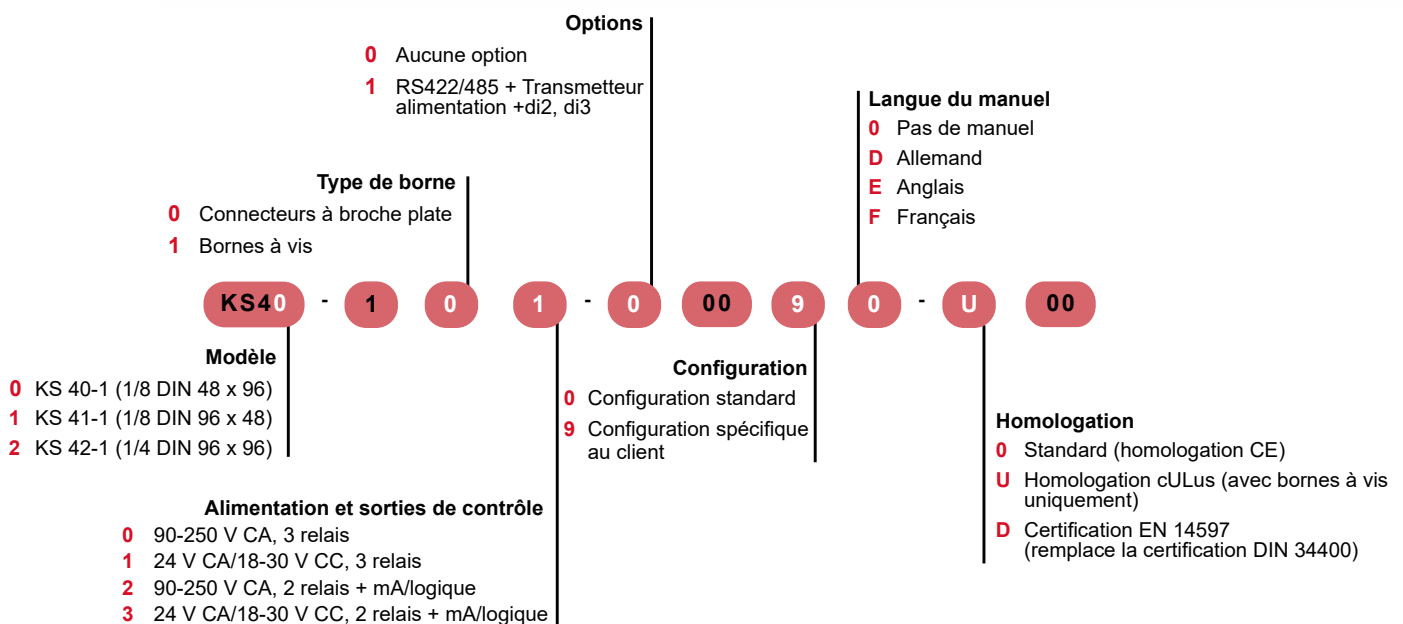 Options
0 Aucune option
1 RS422/485 + Transmetteur
alimentation +di2, di3
Langue du manuel
0 Pas de manuel
D Allemand
E Anglais
F Français
Type de borne
0 Connecteurs à broche plate
1 Bornes à vis
KS40 - 1 0 1 - 0 00 9 0 - U 00
Modèle
0 KS 40-1 (1/8 DIN 48 x 96)
1 KS 41-1 (1/8 DIN 96 x 48)
2 KS 42-1 (1/4 DIN 96 x 96)
Configuration
0 Configuration standard
9 Configuration spécifique
au client
Homologation
0 Standard (homologation CE)
U Homologation cULus (avec bornes à vis
uniquement)
D Certification EN 14597
(remplace la certification DIN 34400)
Alimentation et sorties de contrôle
0 90-250 V CA, 3 relais
1 24 V CA/18-30 V CC, 3 relais
2 90-250 V CA, 2 relais + mA/logique
3 24 V CA/18-30 V CC, 2 relais + mA/logique